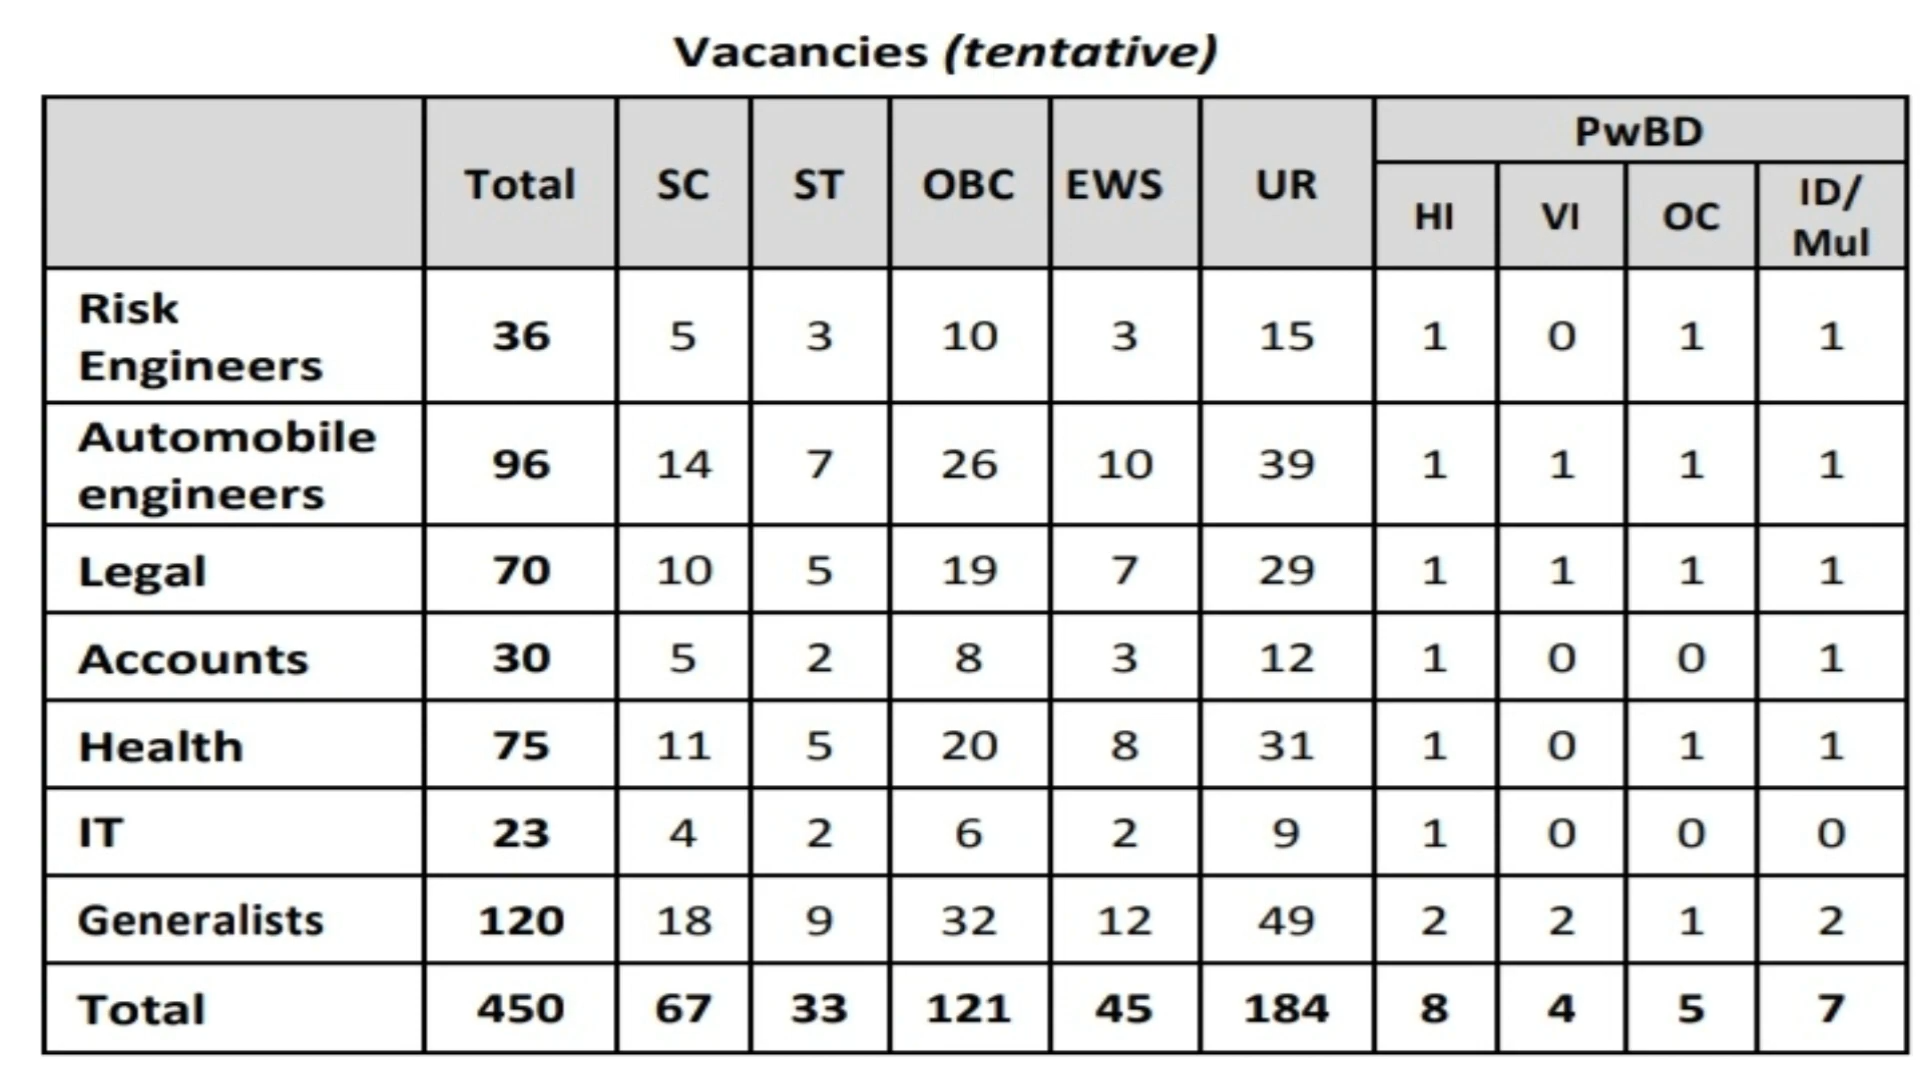 Vacancies (tentative)
PwBD
Total SC ST OBC EWS UR HI VI OC ID/
Mul
Risk
Engineers 36 5 3 10 3 15 1 0 1 1
Automobile
engineers 96 14 7 26 10 39 1 1 1 1
Legal 70 10 5 19 7 29 1 1 1 1
Accounts 30 5 2 8 3 12 1 0 0 1
Health 75 11 5 20 8 31 1 0 1 1
IT 23 4 2 6 2 9 1 0 0 0
Generalists 120 18 9 32 12 49 2 2 1 2
Total 450 67 33 121 45 184 8 4 5 7